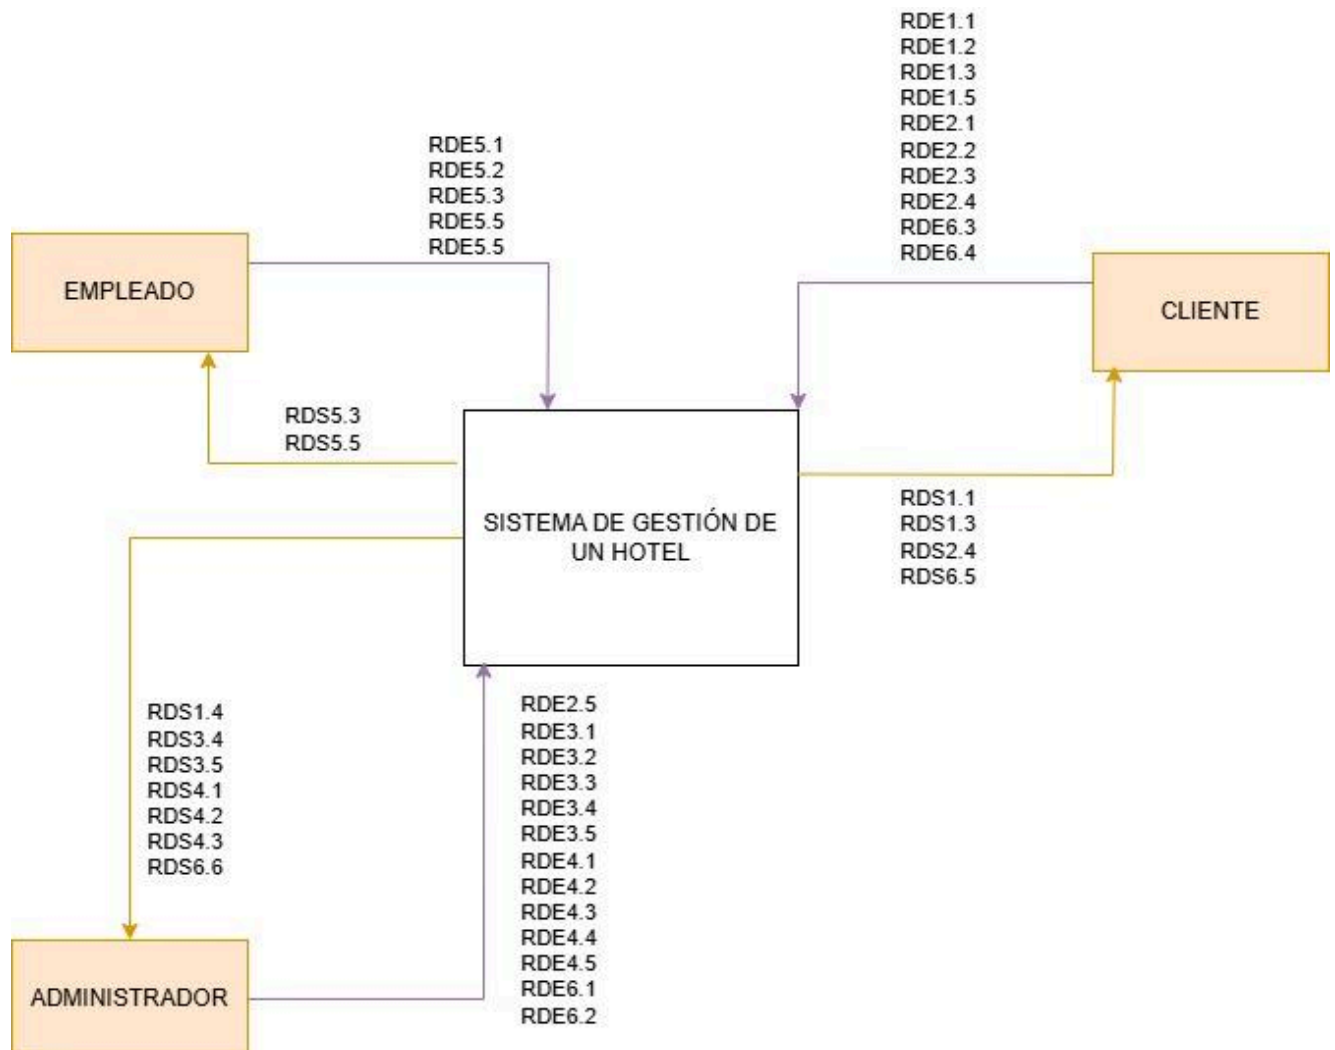 RDE1.1
RDE1.2
RDE1.3
RDE1.5
RDE2.1
RDE2.2
RDE2.3
RDE2.4
RDE6.3
RDE6.4
RDE5.1
RDE5.2
RDE5.3
RDE5.5
RDE5.5
EMPLEADO
CLIENTE
RDS5.3
RDS5.5
SISTEMA DE GESTIÓN DE
UN HOTEL
RDS1.1
RDS1.3
RDS2.4
RDS6.5
RDS1.4
RDS3.4
RDS3.5
RDS4.1
RDS4.2
RDS4.3
RDS6.6
RDE2.5
RDE3.1
RDE3.2
RDE3.3
RDE3.4
RDE3.5
RDE4.1
RDE4.2
RDE4.3
RDE4.4
RDE4.5
RDE6.1
RDE6.2
ADMINISTRADOR